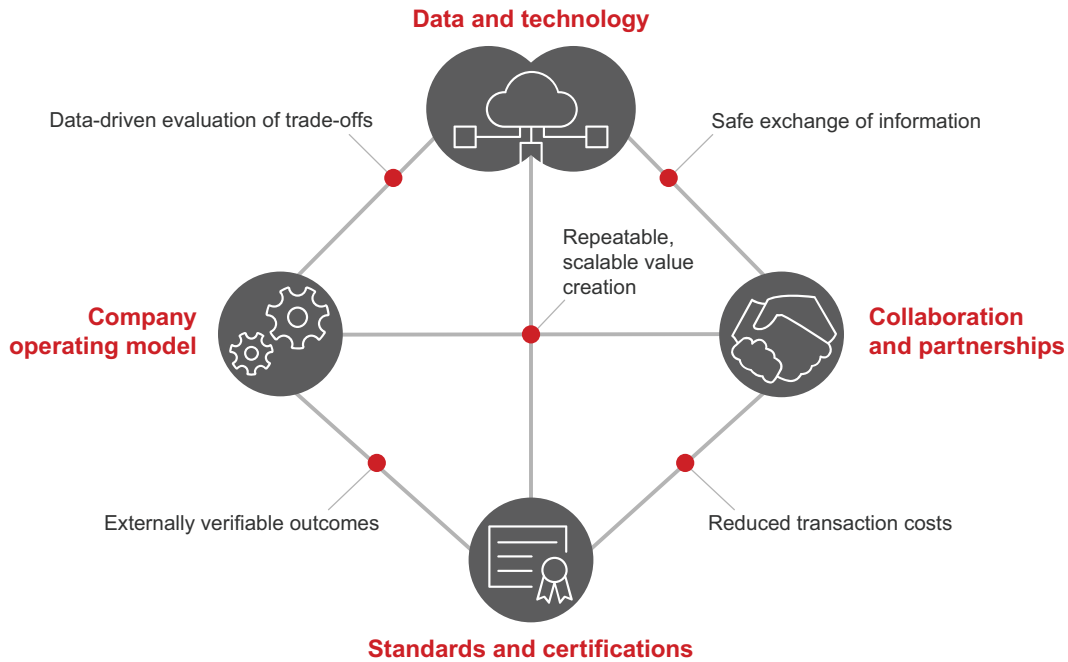 Data and technology
Data-driven evaluation of trade-offs
Safe exchange of information
Repeatable,
scalable value
creation
Company
operating model
Collaboration
and partnerships
Externally verifiable outcomes
Reduced transaction costs
Standards and certifications